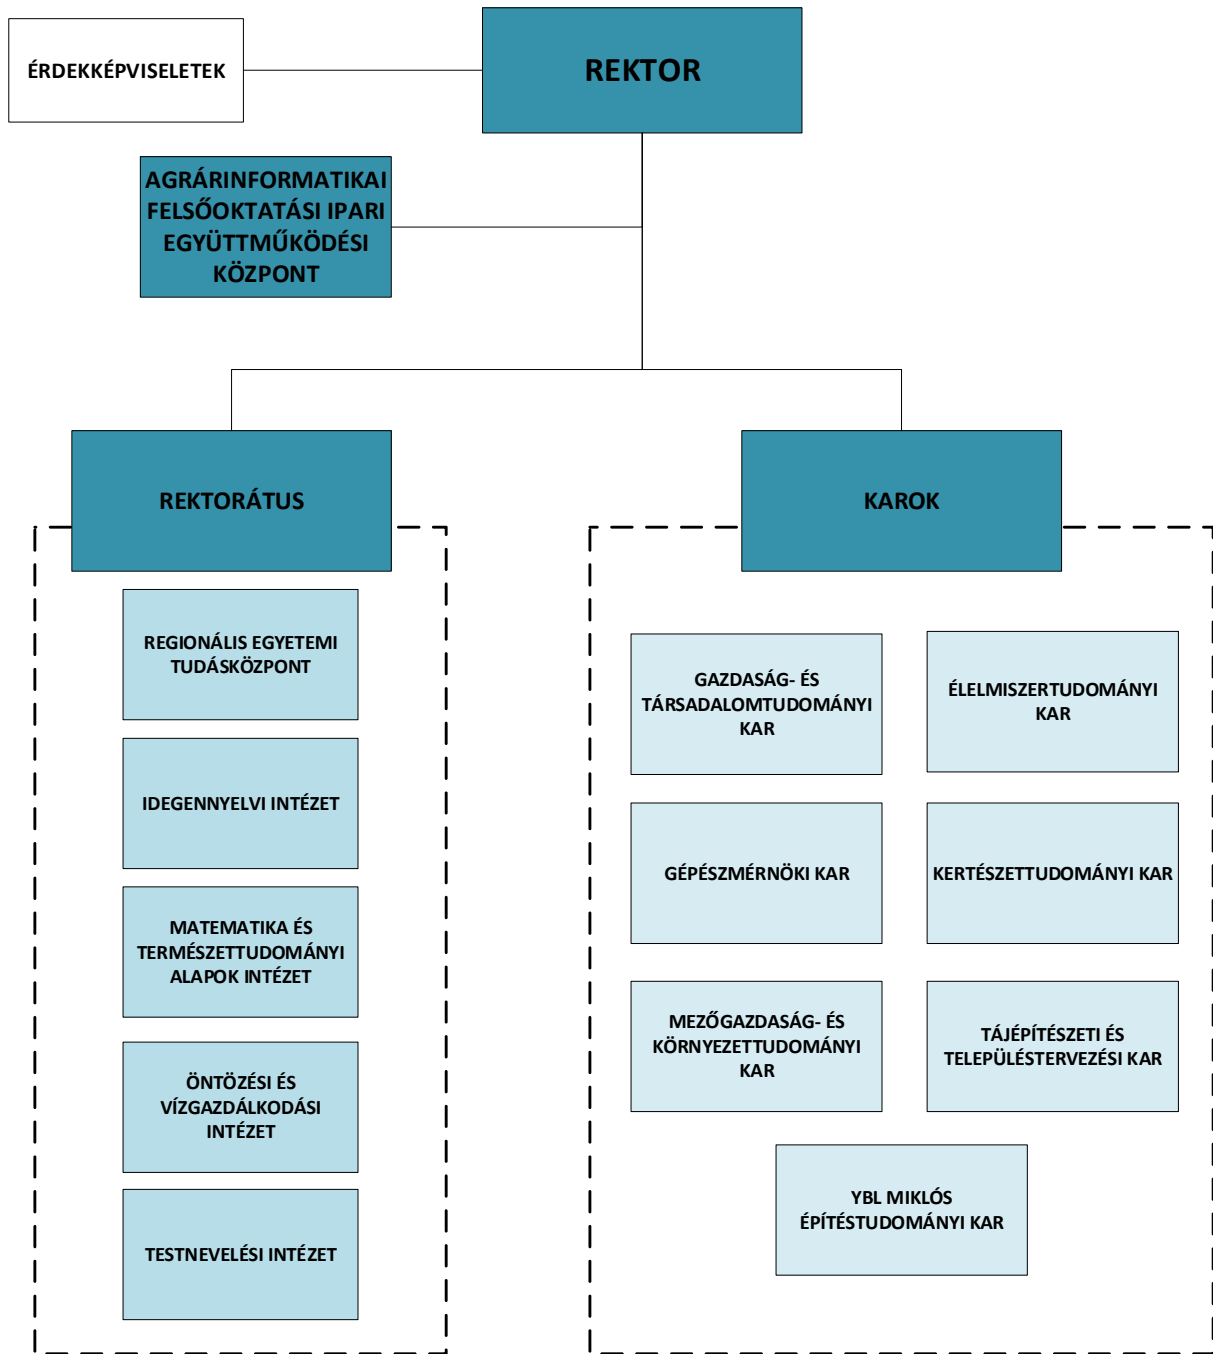 ÉRDEKKÉPVISELETEK
REKTOR
AGRÁRINFORMATIKAI
FELSŐOKTATÁSI IPARI
EGYÜTTMŰKÖDÉSI
KÖZPONT
REKTORÁTUS
REGIONÁLIS EGYETEMI
TUDÁSKÖZPONT
IDEGENNYELVI INTÉZET
MATEMATIKA ÉS
TERMÉSZETTUDOMÁNYI
ALAPOK INTÉZET
ÖNTÖZÉSI ÉS
VÍZGAZDÁLKODÁSI
INTÉZET
TESTNEVELÉSI INTÉZET
KAROK
GAZDASÁG- ÉS
TÁRSADALOMTUDOMÁNYI
KAR
ÉLELMISZERTUDOMÁNYI
KAR
GÉPÉSZMÉRNÖKI KAR
KERTÉSZETTUDOMÁNYI KAR
MEZŐGAZDASÁG- ÉS
KÖRNYEZETTUDOMÁNYI
KAR
TÁJÉPÍTÉSZETI ÉS
TELEPÜLÉSTERVEZÉSI KAR
YBL MIKLÓS
ÉPÍTÉSTUDOMÁNYI KAR